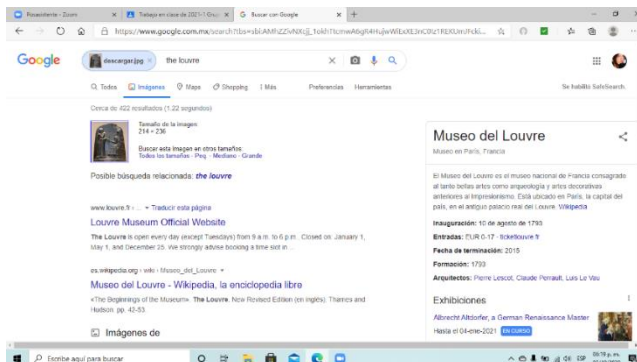 Trabajo en clase de 2021-1 Gru
Buscar con Google
https://www.google.com.mx/search?tbs=sbi:
Google
descargar.jpg
the louvre
Todos
Imágenes
Maps
Shopping
Más
Preferencias
Herramientas
Se habilitó SafeSearch.
Cerca de 422 resultados (1.22 segundos)
Tamaño de la imagen:
214 × 236
Buscar esta imagen en otros tamaños:
Todos los tamaños - Peq. - Mediano - Grande
Posible búsqueda relacionada: the louvre
www.louvre.fr › ... Traducir esta página
Louvre Museum Official Website
The Louvre is open every day (except Tuesdays) from 9 a.m. to 6 p.m.. Closed on: January 1,
May 1, and December 25. We strongly advise booking a time slot in ...
es.wikipedia.org › wiki › Museo_del_Louvre
Museo del Louvre - Wikipedia, la enciclopedia libre
«The Beginnings of the Museum». The Louvre. New Revised Edition (en inglés). Thames and
Hudson. pp. 42-53
Imágenes de
Museo del Louvre
Museo en París, Francia
El Museo del Louvre es el museo nacional de Francia consagrado
al tanto bellas artes como arqueología y artes decorativas
anteriores al Impresionismo. Está ubicado en París, la capital del
país, en el antiguo palacio real del Louvre. Wikipedia
Inauguración: 10 de agosto de 1793
Entradas: EUR 0-17 - ticketlouvre.fr
Fecha de terminación: 2015
Formación: 1793
Arquitectos: Pierre Lescot, Claude Perrault, Luis Le Vau
Exhibiciones
Albrecht Altdorfer, a German Renaissance Master
Hasta el 04-ene-2021 EN CURSO
Escribe aquí para buscar
ESP